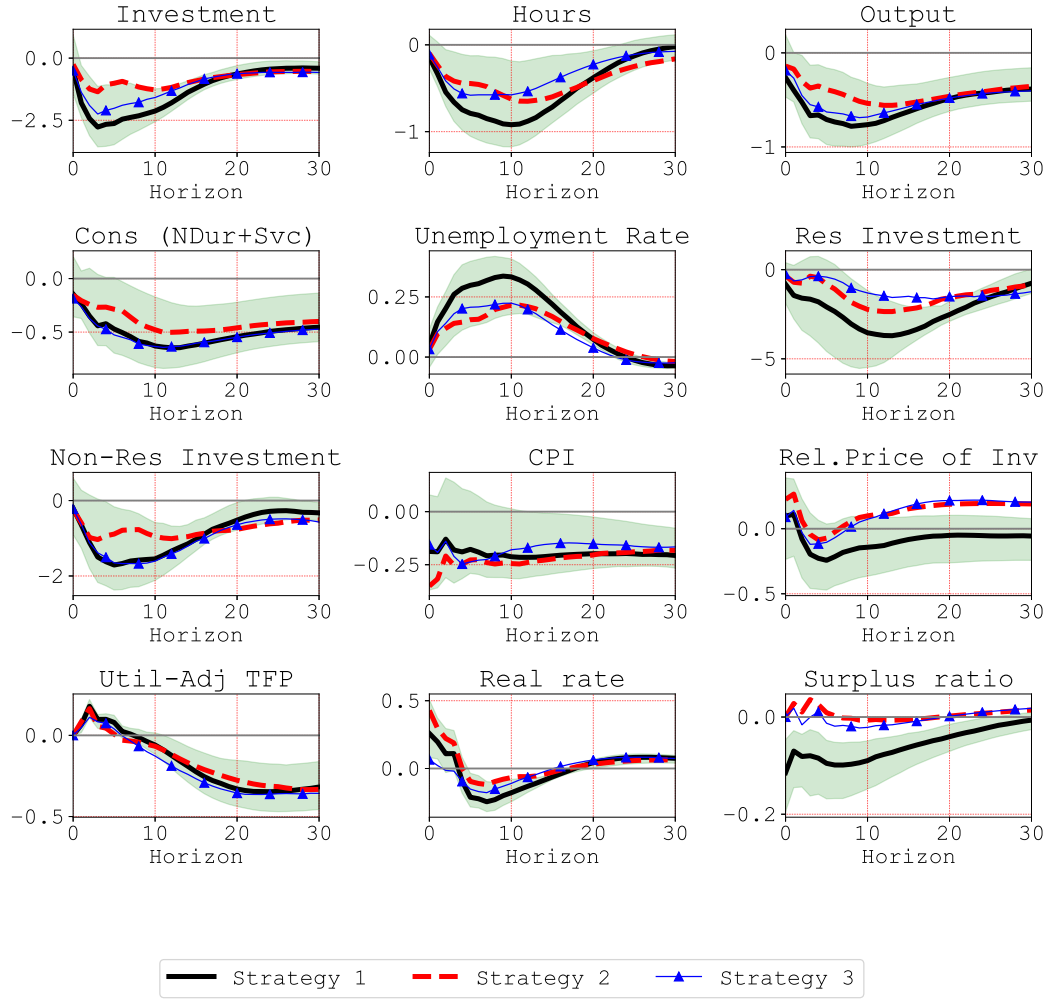 Investment Hours Output
0.0 0 0
−2.5 −1 −1
0 10 20 30 0 10 20 30 0 10 20 30
Horizon Horizon Horizon
Cons (NDur+Svc) Unemployment Rate Res Investment
0.0 0.25 0
−0.5 0.00 −5
0 10 20 30 0 10 20 30 0 10 20 30
Horizon Horizon Horizon
Non-Res Investment CPI Rel.Price of Inv
0 0.00 0.0
−2 −0.25 −0.5
0 10 20 30 0 10 20 30 0 10 20 30
Horizon Horizon Horizon
Util-Adj TFP Real rate Surplus ratio
0.0 0.5 0.0
−0.5 0.0 −0.2
0 10 20 30 0 10 20 30 0 10 20 30
Horizon Horizon Horizon
Strategy 1 Strategy 2 Strategy 3